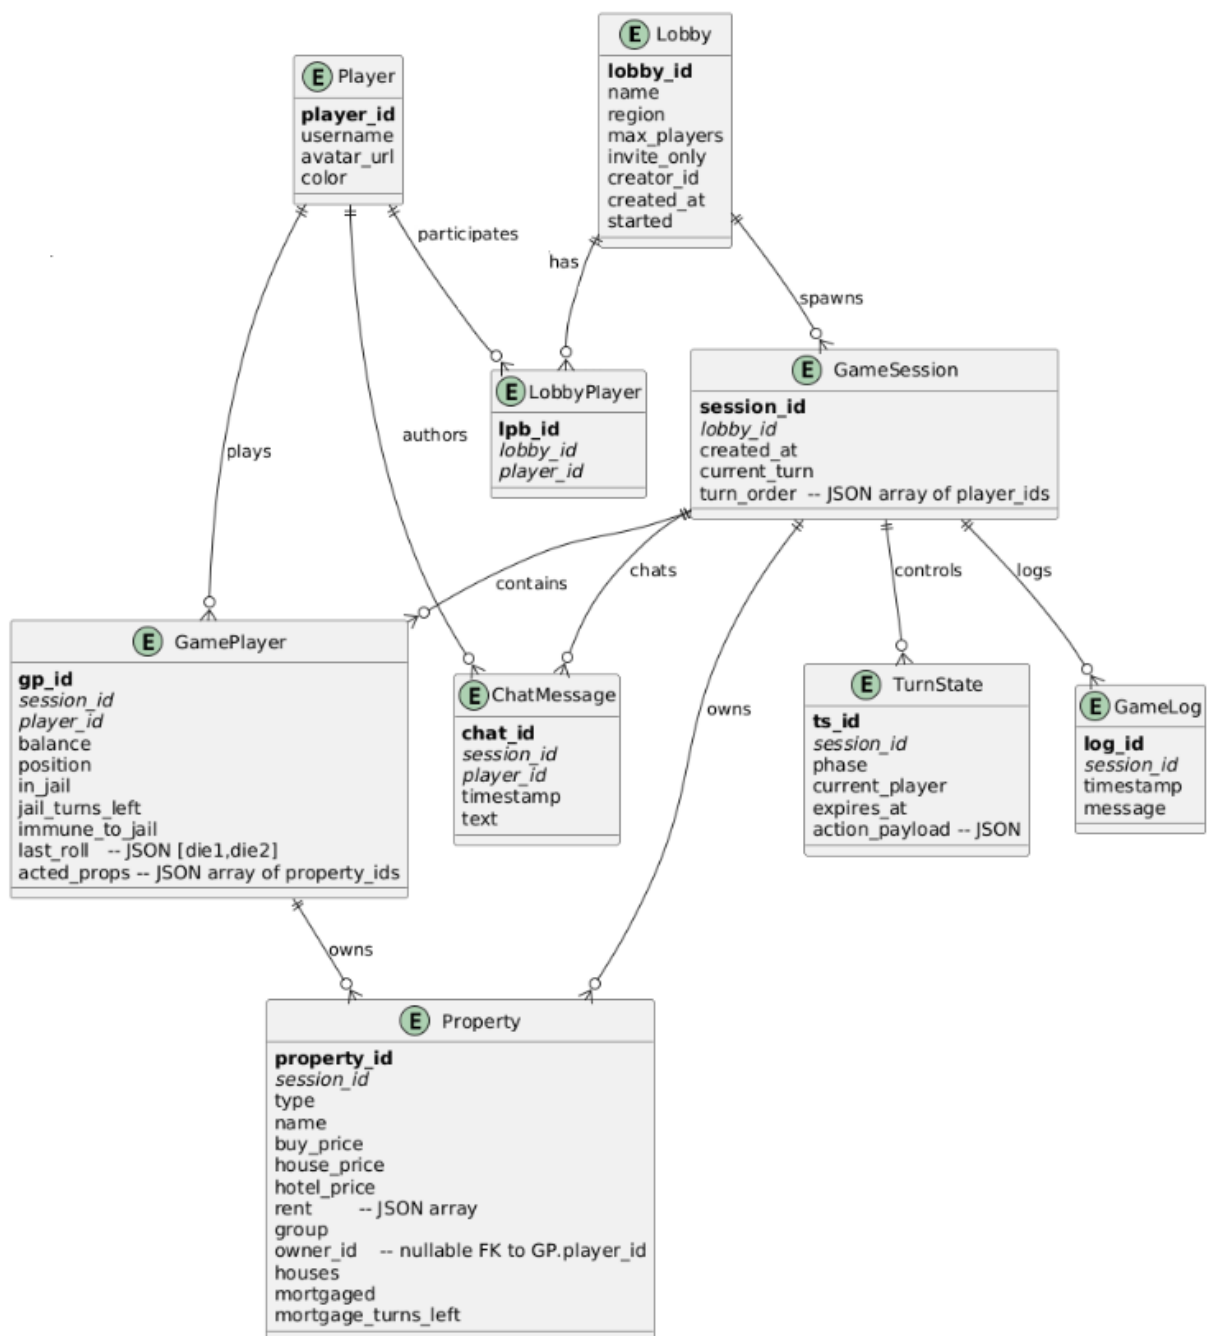 E Lobby
lobby_id
name
region
max_players
invite_only
creator_id
created_at
started
E Player
player_id
username
avatar_url
color
participates
has
spawns
E LobbyPlayer
lpb_id
lobby_id
player_id
E GameSession
session_id
lobby_id
created_at
current_turn
turn_order -- JSON array of player_ids
plays
authors
contains
chats
owns
controls
logs
E GamePlayer
gp_id
session_id
player_id
balance
position
in_jail
jail_turns_left
immune_to_jail
last_roll -- JSON [die1,die2]
acted_props -- JSON array of property_ids
E ChatMessage
chat_id
session_id
player_id
timestamp
text
E TurnState
ts_id
session_id
phase
current_player
expires_at
action_payload -- JSON
E GameLog
log_id
session_id
timestamp
message
owns
E Property
property_id
session_id
type
name
buy_price
house_price
hotel_price
rent -- JSON array
group
owner_id -- nullable FK to GP.player_id
houses
mortgaged
mortgage_turns_left